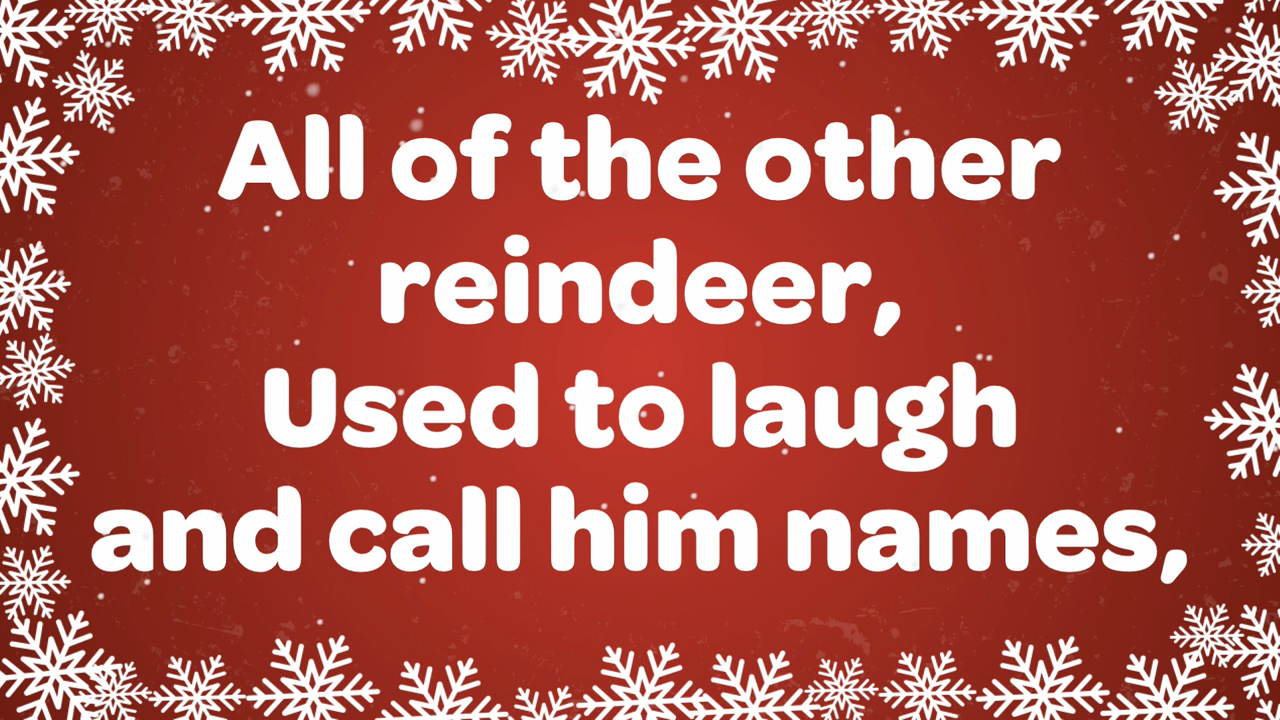 All of the other
reindeer,
Used to laugh
and call him names,